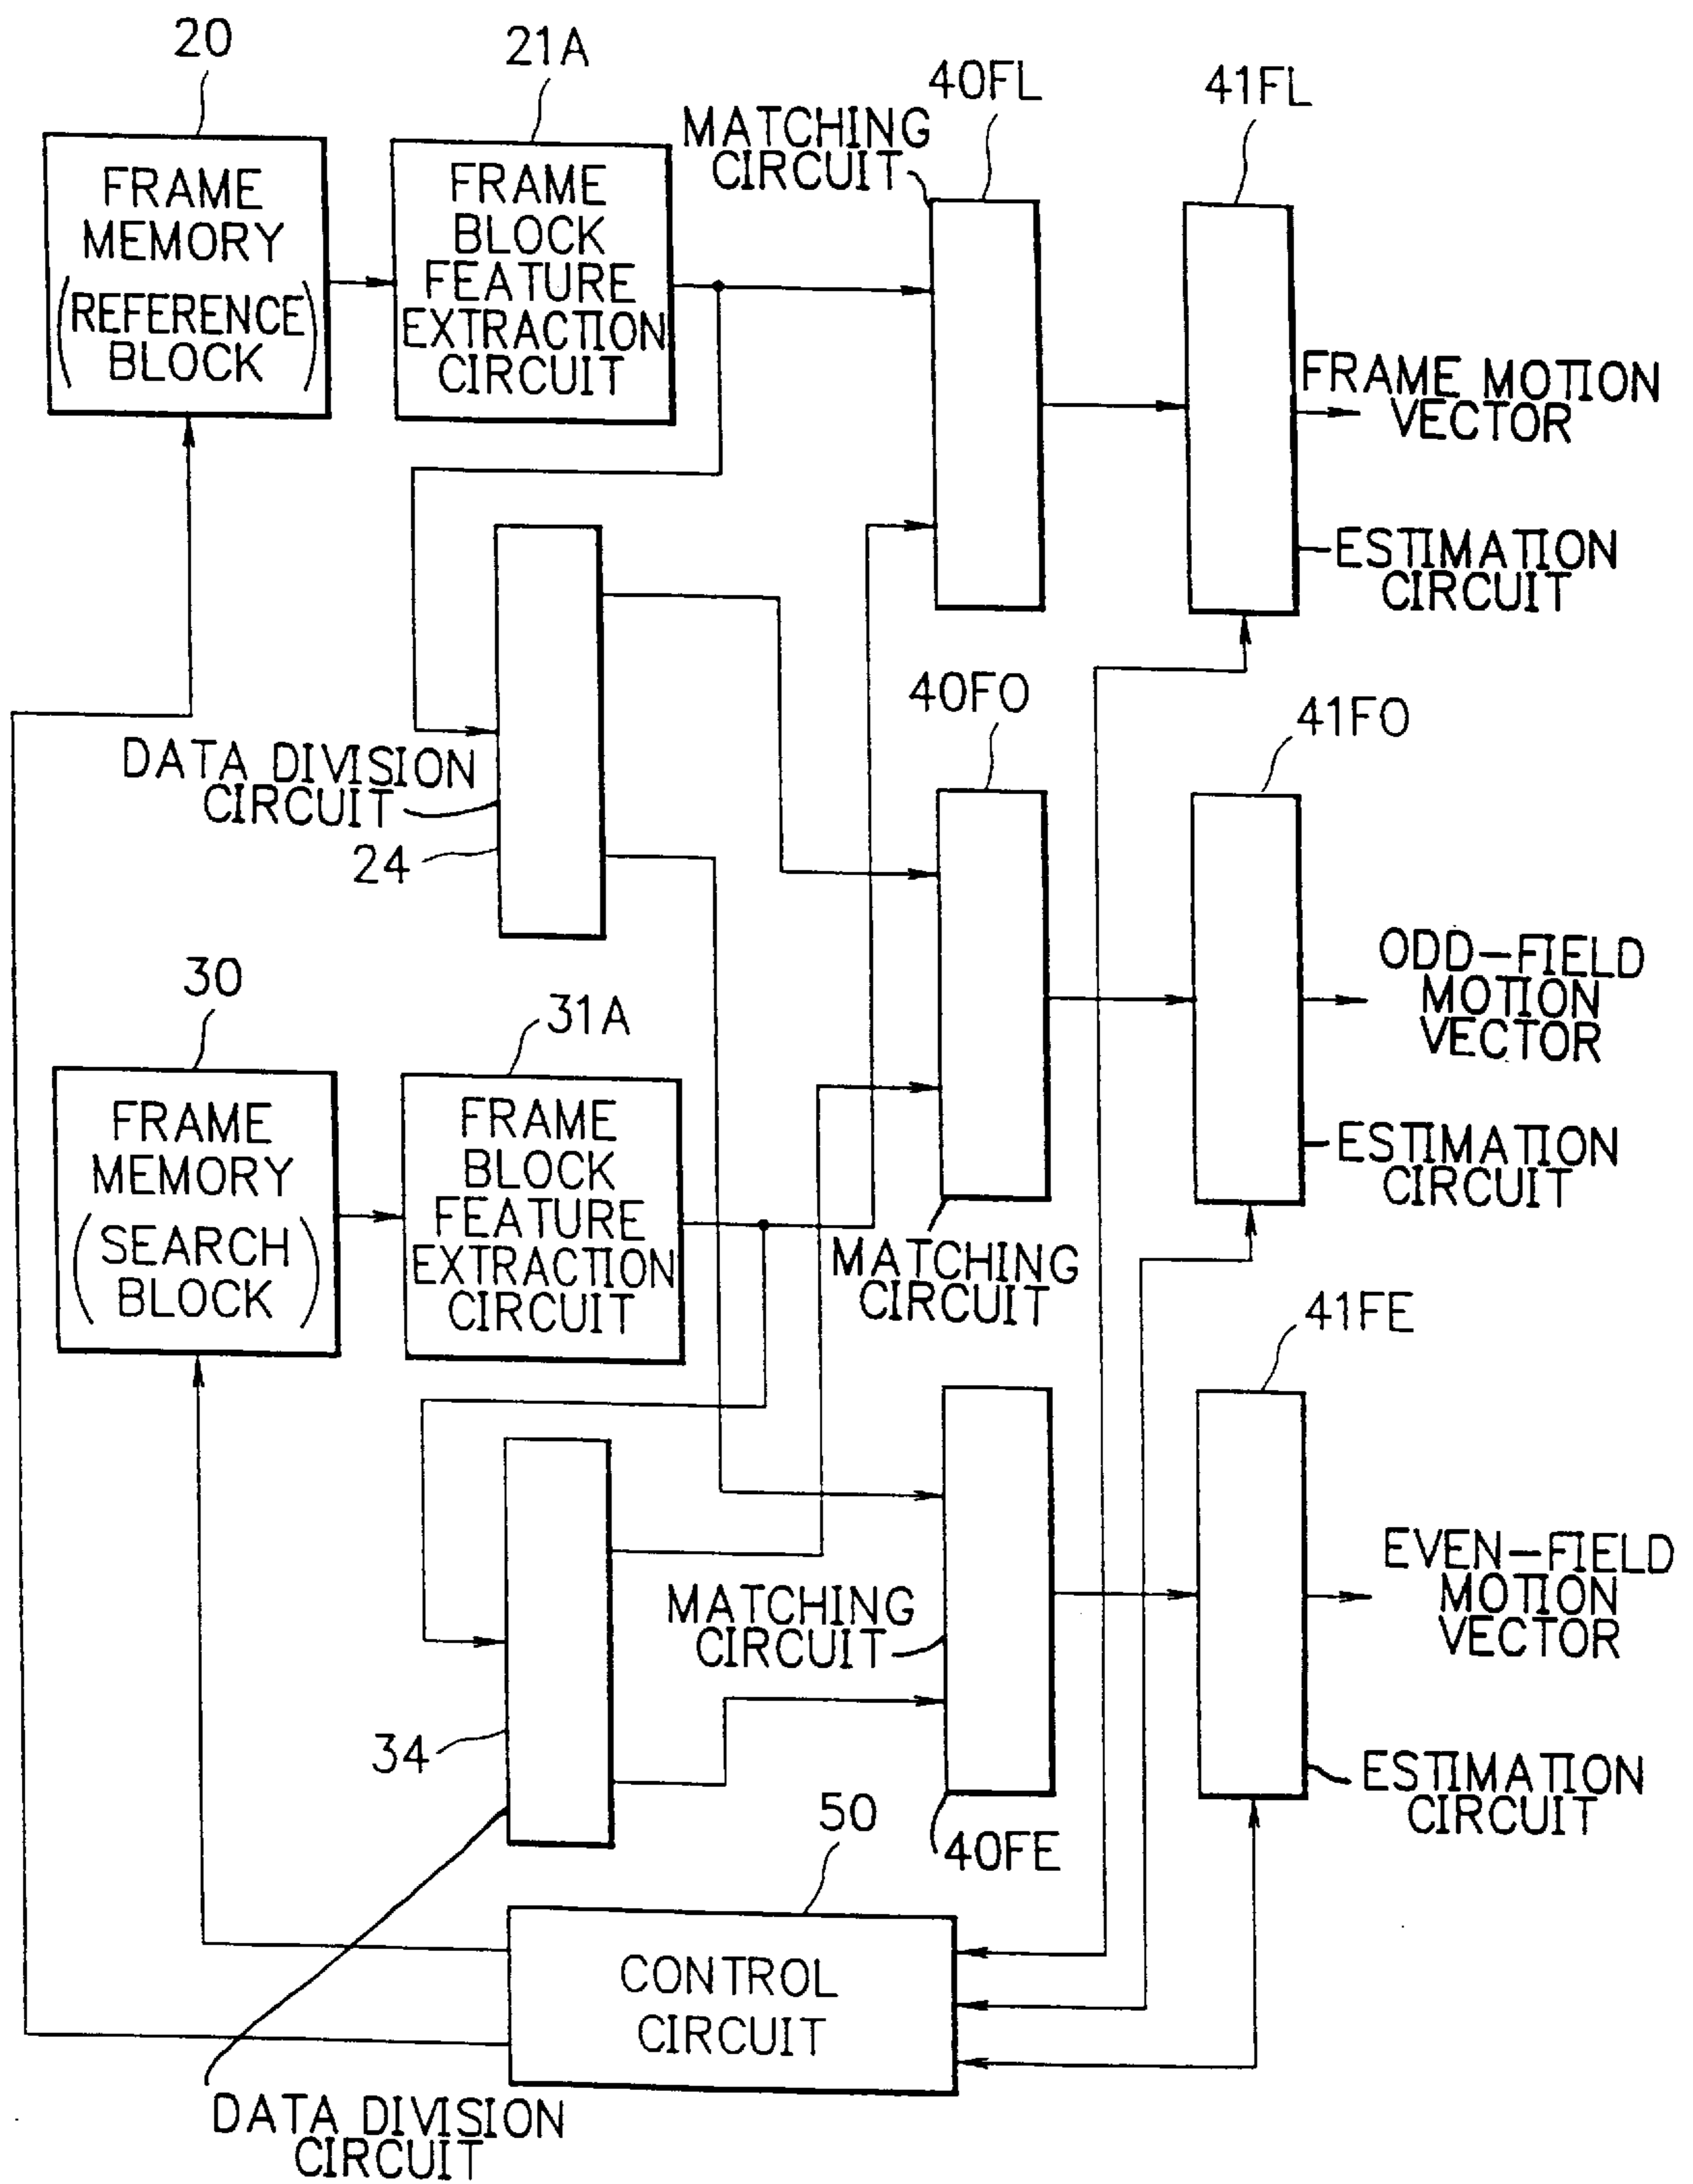 20
21A
40FL
41FL
MATCHING
CIRCUIT
FRAME
MEMORY
(REFERENCE
BLOCK)
FRAME
BLOCK
FEATURE
EXTRACTION
CIRCUIT
FRAME MOTION
VECTOR
ESTIMATION
CIRCUIT
40FO
41FO
DATA DIVISION
CIRCUIT
24
ODD-FIELD
MOTION
VECTOR
30
31A
FRAME
MEMORY
(SEARCH
BLOCK)
FRAME
BLOCK
FEATURE
EXTRACTION
CIRCUIT
ESTIMATION
CIRCUIT
MATCHING
CIRCUIT
41FE
EVEN-FIELD
MOTION
VECTOR
MATCHING
CIRCUIT
34
ESTIMATION
CIRCUIT
50
40FE
CONTROL
CIRCUIT
DATA DIVISION
CIRCUIT